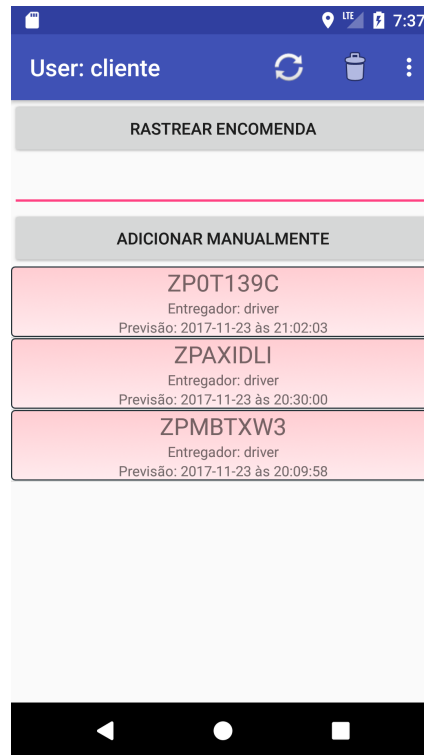 LTE 7:37
User: cliente
RASTREAR ENCOMENDA
ADICIONAR MANUALMENTE
ZP0T139C
Entregador: driver
Previsão: 2017-11-23 às 21:02:03
ZPAXIDLI
Entregador: driver
Previsão: 2017-11-23 às 20:30:00
ZPMBTXW3
Entregador: driver
Previsão: 2017-11-23 às 20:09:58